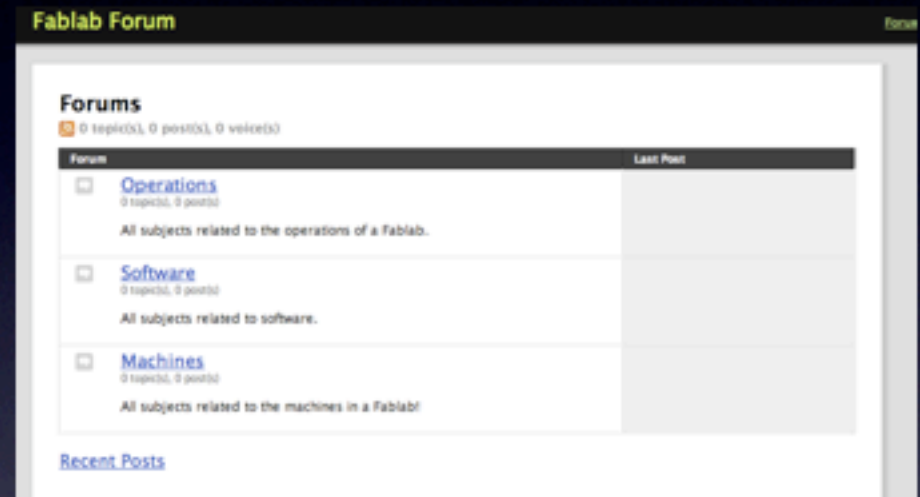 Fablab Forum
Forums
0 topic(s), 0 post(s), 0 voice(s)
Forum Last Post
Operations
0 topic(s), 0 post(s)
All subjects related to the operations of a Fablab.
Software
0 topic(s), 0 post(s)
All subjects related to software.
Machines
0 topic(s), 0 post(s)
All subjects related to the machines in a Fablab!
Recent Posts